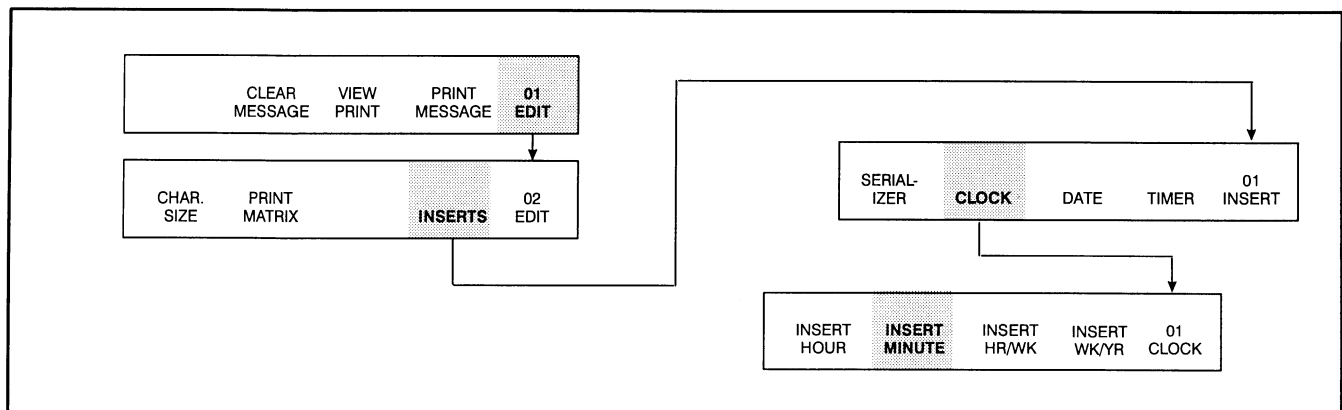 CLEAR MESSAGE
VIEW PRINT
PRINT MESSAGE
01 EDIT
CHAR. SIZE
PRINT MATRIX
INSERTS
02 EDIT
SERIAL-
IZER
CLOCK
DATE
TIMER
01 INSERT
INSERT HOUR
INSERT MINUTE
INSERT HR/WK
INSERT WK/YR
01 CLOCK